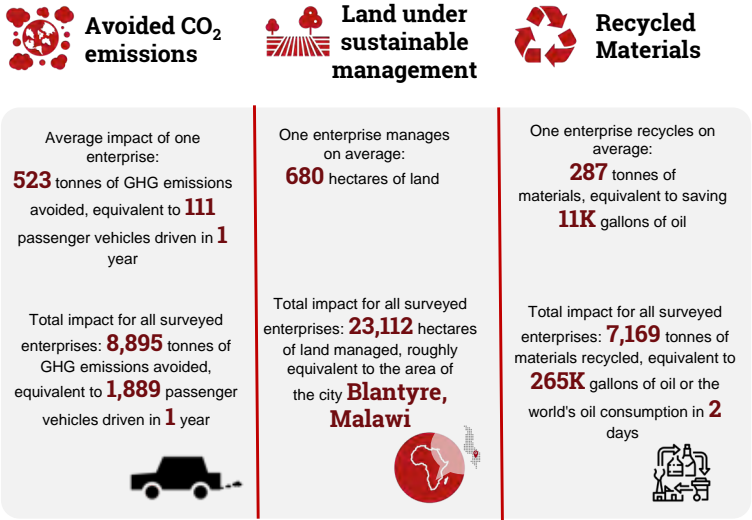 Avoided CO₂
emissions
Land under
sustainable
management
Recycled
Materials
Average impact of one
enterprise:
523 tonnes of GHG emissions
avoided, equivalent to 111
passenger vehicles driven in 1
year
Total impact for all surveyed
enterprises: 8,895 tonnes of
GHG emissions avoided,
equivalent to 1,889 passenger
vehicles driven in 1 year
One enterprise manages
on average:
680 hectares of land
Total impact for all surveyed
enterprises: 23,112 hectares
of land managed, roughly
equivalent to the area of
the city Blantyre,
Malawi
One enterprise recycles on
average:
287 tonnes of
materials, equivalent to saving
11K gallons of oil
Total impact for all surveyed
enterprises: 7,169 tonnes of
materials recycled, equivalent to
265K gallons of oil or the
world's oil consumption in 2
days